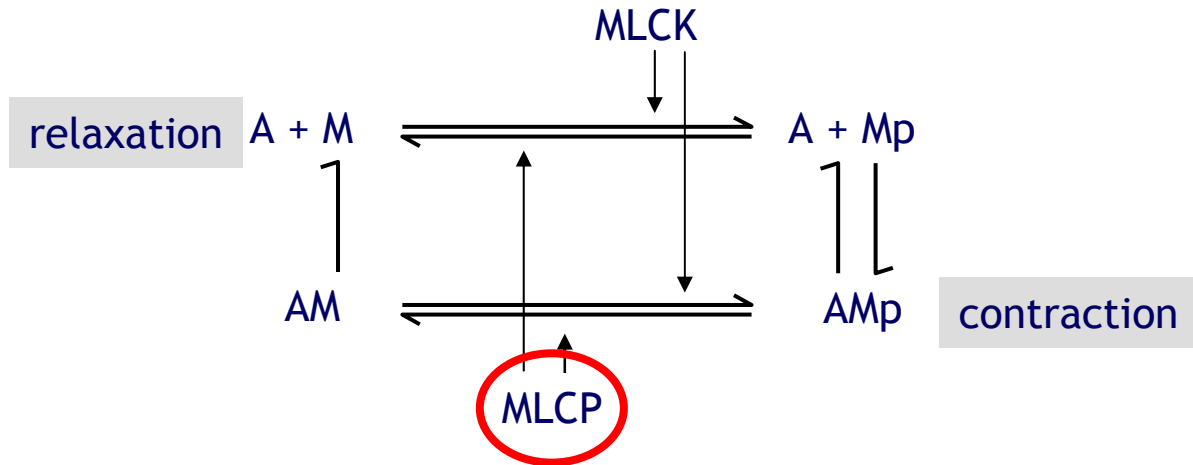 MLCK
relaxation A + M A + Mp
AM AMp contraction
MLCP